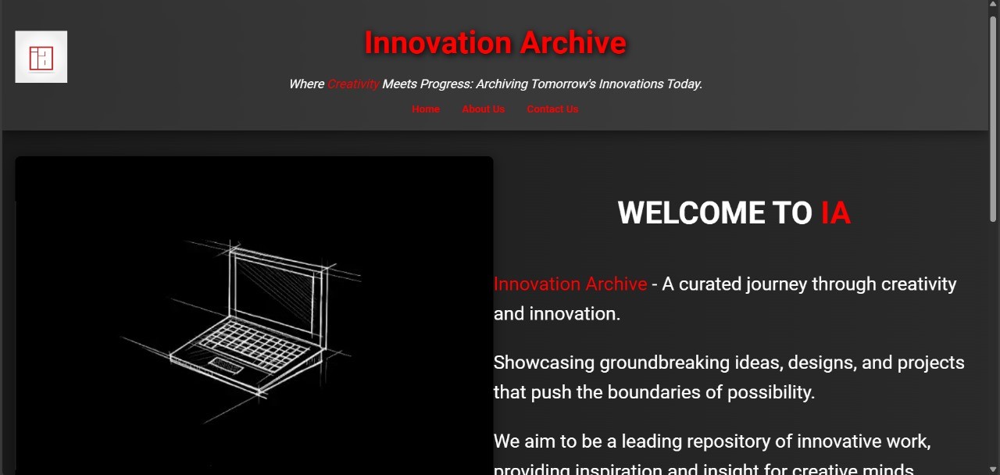 Innovation Archive
Where Creativity Meets Progress: Archiving Tomorrow's Innovations Today.
Home About Us Contact Us
WELCOME TO IA
Innovation Archive - A curated journey through creativity
and innovation.
Showcasing groundbreaking ideas, designs, and projects
that push the boundaries of possibility.
We aim to be a leading repository of innovative work,
providing inspiration and insight for creative minds